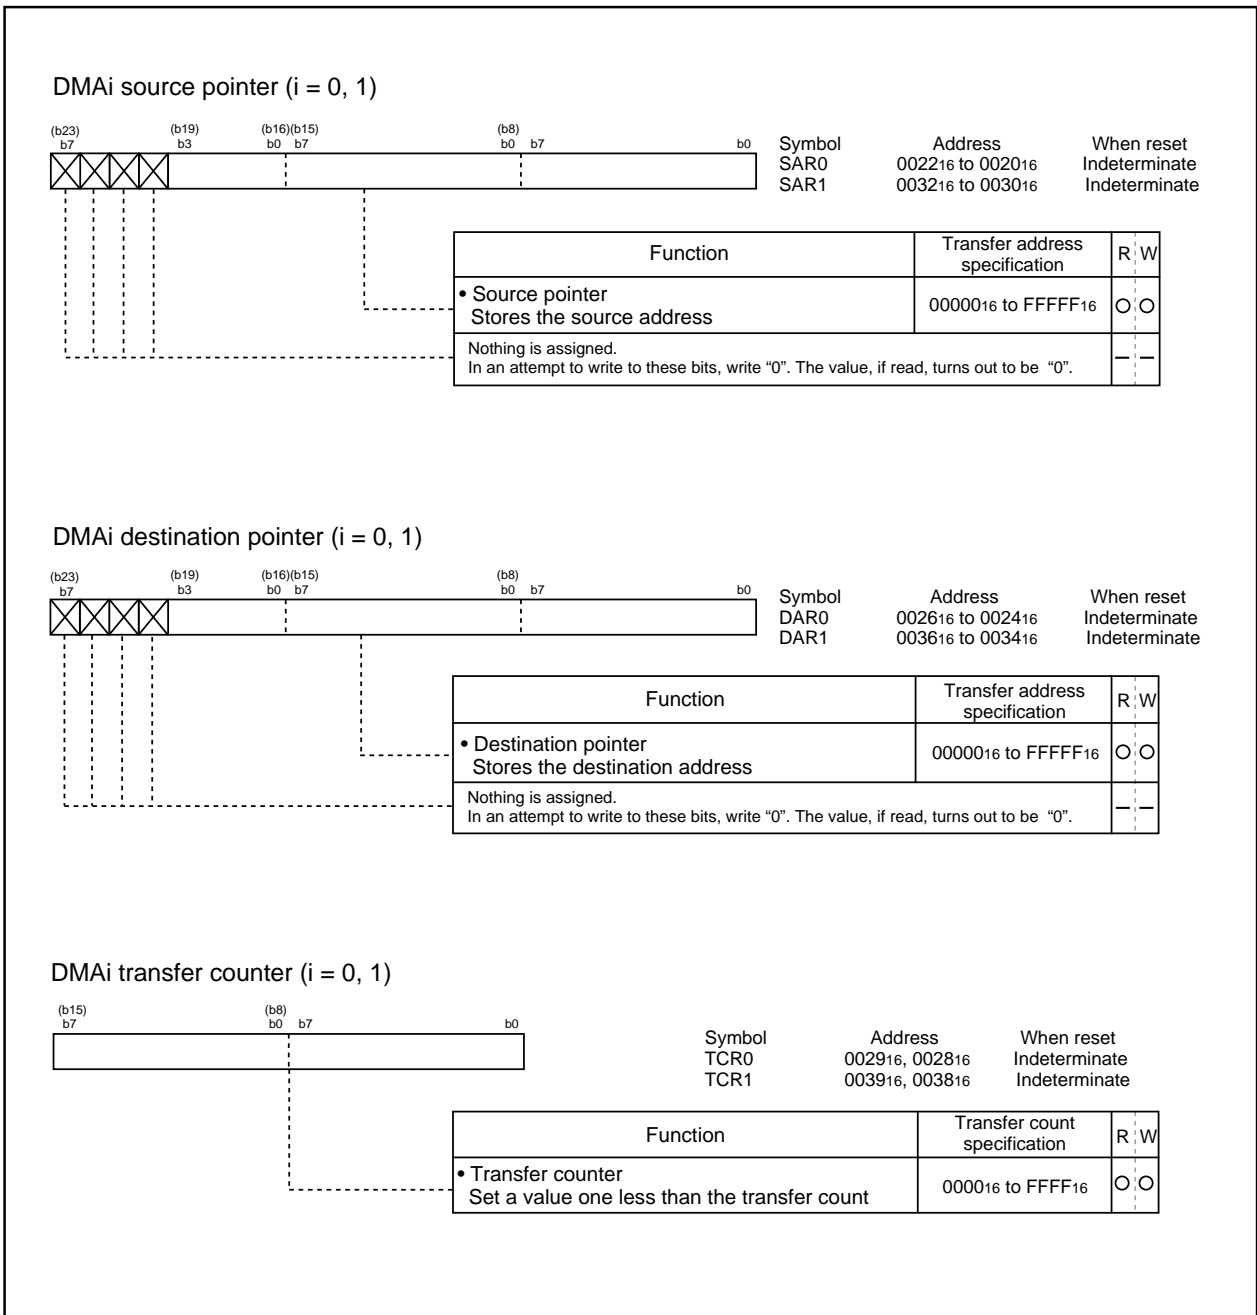 DMAi source pointer (i = 0, 1)
(b23) (b19) (b16)(b15) (b8)
b7 b3 b0 b7 b0 b7 b0
Symbol Address When reset
SAR0 002216 to 002016 Indeterminate
SAR1 003216 to 003016 Indeterminate
Function Transfer address specification R W
• Source pointer
Stores the source address 0000016 to FFFFF16 O O
Nothing is assigned.
In an attempt to write to these bits, write “0”. The value, if read, turns out to be “0”. – –
DMAi destination pointer (i = 0, 1)
(b23) (b19) (b16)(b15) (b8)
b7 b3 b0 b7 b0 b7 b0
Symbol Address When reset
DAR0 002616 to 002416 Indeterminate
DAR1 003616 to 003416 Indeterminate
Function Transfer address specification R W
• Destination pointer
Stores the destination address 0000016 to FFFFF16 O O
Nothing is assigned.
In an attempt to write to these bits, write “0”. The value, if read, turns out to be “0”. – –
DMAi transfer counter (i = 0, 1)
(b15) (b8)
b7 b0 b7 b0
Symbol Address When reset
TCR0 002916, 002816 Indeterminate
TCR1 003916, 003816 Indeterminate
Function Transfer count specification R W
• Transfer counter
Set a value one less than the transfer count 000016 to FFFF16 O O